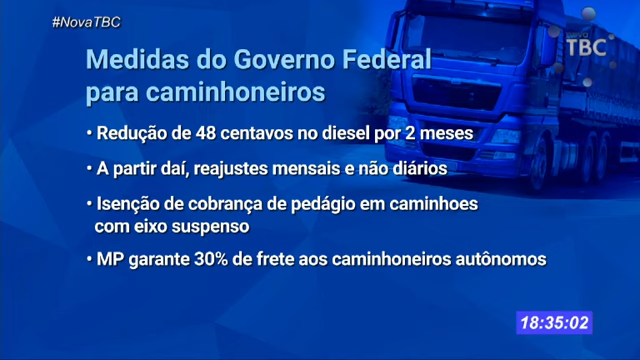 #NovaTBC
nova
TBC
Medidas do Governo Federal
para caminhoneiros
• Redução de 48 centavos no diesel por 2 meses
• A partir daí, reajustes mensais e não diários
• Isenção de cobrança de pedágio em caminhoes
com eixo suspenso
• MP garante 30% de frete aos caminhoneiros autônomos
18:35:02